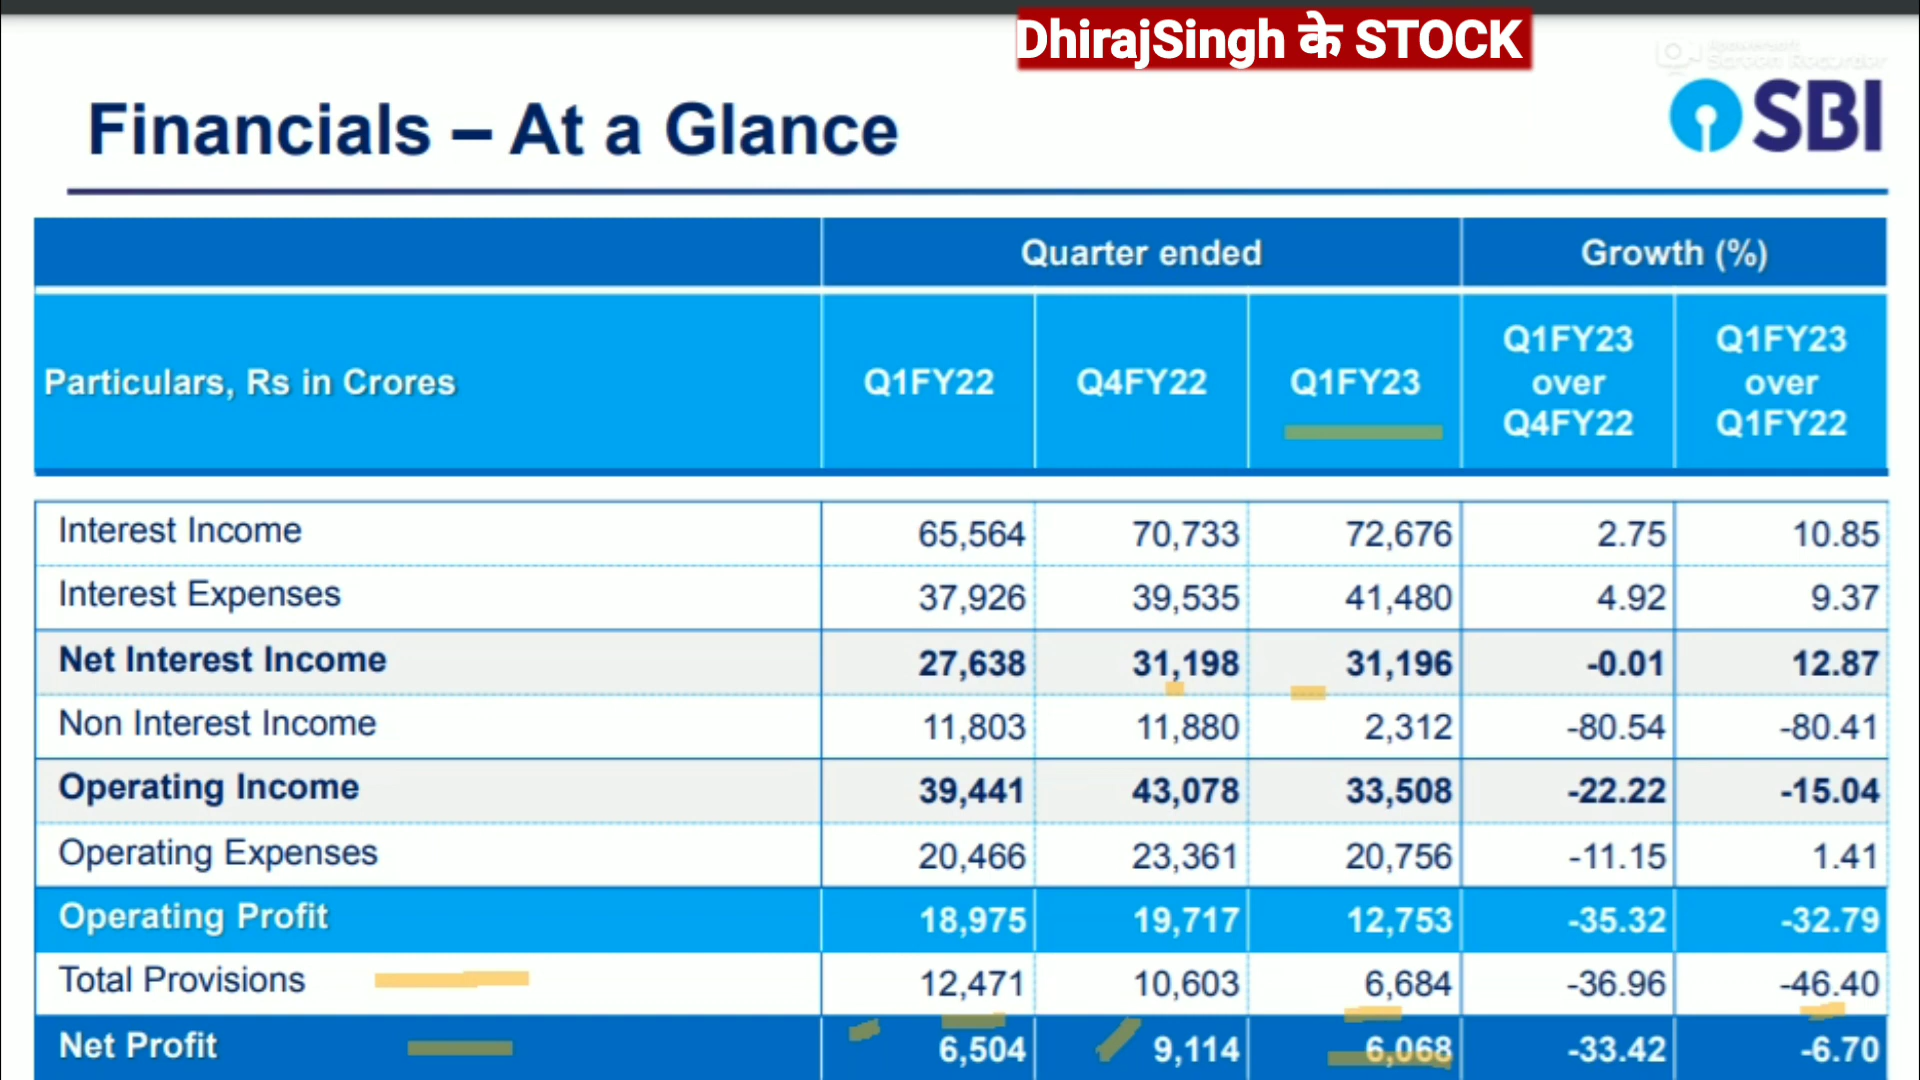 DhirajSingh के STOCK
Screen Recorder
Financials – At a Glance
SBI
Quarter ended Growth (%)
Particulars, Rs in Crores Q1FY22 Q4FY22 Q1FY23 Q1FY23 over Q4FY22 Q1FY23 over Q1FY22
Interest Income 65,564 70,733 72,676 2.75 10.85
Interest Expenses 37,926 39,535 41,480 4.92 9.37
Net Interest Income 27,638 31,198 31,196 -0.01 12.87
Non Interest Income 11,803 11,880 2,312 -80.54 -80.41
Operating Income 39,441 43,078 33,508 -22.22 -15.04
Operating Expenses 20,466 23,361 20,756 -11.15 1.41
Operating Profit 18,975 19,717 12,753 -35.32 -32.79
Total Provisions 12,471 10,603 6,684 -36.96 -46.40
Net Profit 6,504 9,114 6,068 -33.42 -6.70